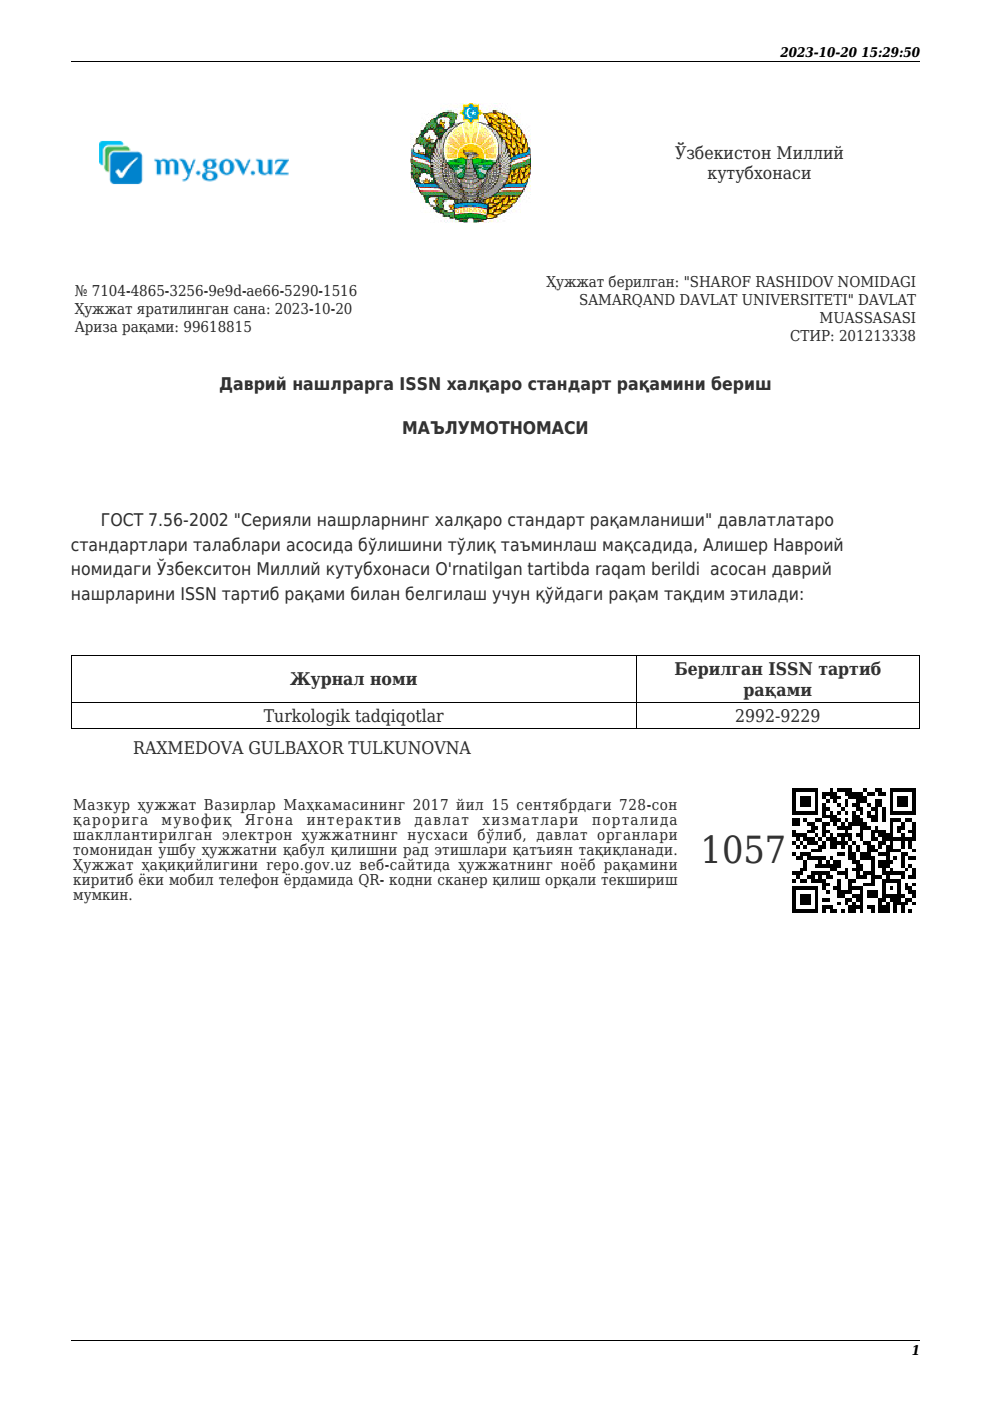 2023-10-20 15:29:50
my.gov.uz
Ўзбекистон Миллий
кутубхонаси
№ 7104-4865-3256-9e9d-ae66-5290-1516
Ҳужжат яратилинган сана: 2023-10-20
Ариза рақами: 99618815
Ҳужжат берилган: "SHAROF RASHIDOV NOMIDAGI
SAMARQAND DAVLAT UNIVERSITETI" DAVLAT
MUASSASASI
СТИР: 201213338
Даврий нашлрарга ISSN халқаро стандарт рақамини бериш
МАЪЛУМОТНОМАСИ
ГОСТ 7.56-2002 "Серияли нашрларнинг халқаро стандарт рақамланиши" давлатлатаро
стандартлари талаблари асосида бўлишини тўлиқ таъминлаш мақсадида, Алишер Навроий
номидаги Ўзбекситон Миллий кутубхонаси O'rnatilgan tartibda raqam berildi  асосан даврий
нашрларини ISSN тартиб рақами билан белгилаш учун қўйдаги рақам тақдим этилади:
Журнал номи
Берилган ISSN тартиб
рақами
Turkologik tadqiqotlar
2992-9229
RAXMEDOVA GULBAXOR TULKUNOVNA
Мазкур ҳужжат Вазирлар Маҳкамасининг 2017 йил 15 сентябрдаги 728-сон
қарорига мувофиқ Ягона интерактив давлат хизматлари порталида
шакллантирилган электрон ҳужжатнинг нусхаси бўлиб, давлат органлари
томонидан ушбу ҳужжатни қабул қилишни рад этишлари қатъиян тақиқланади.
Ҳужжат ҳақиқийлигини repo.gov.uz веб-сайтида ҳужжатнинг ноёб рақамини
киритиб ёки мобил телефон ёрдамида QR- кодни сканер қилиш орқали текшириш
мумкин.
1057
1